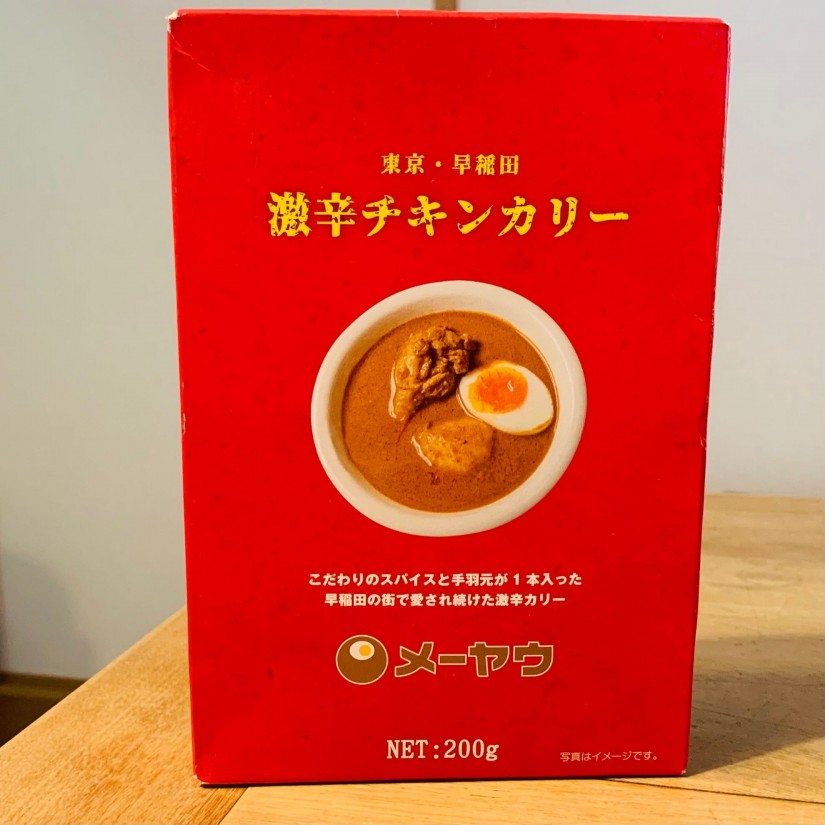 東京・早稲田
激辛チキンカリー
こだわりのスパイスと手羽元が1本入った
早稲田の街で愛され続けた激辛カリー
メーヤウ
NET:200g
写真はイメージです。